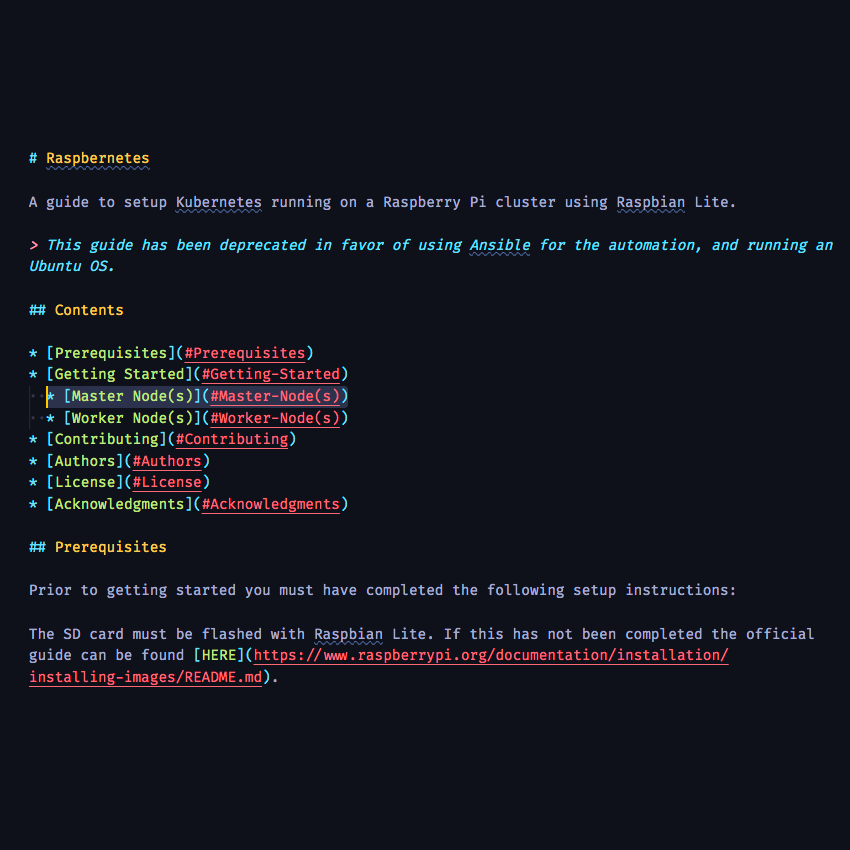 # Raspbernetes
A guide to setup Kubernetes running on a Raspberry Pi cluster using Raspbian Lite.
> This guide has been deprecated in favor of using Ansible for the automation, and running an
Ubuntu OS.
## Contents
* [Prerequisites](#Prerequisites)
* [Getting Started](#Getting-Started)
  * [Master Node(s)](#Master-Node(s))
  * [Worker Node(s)](#Worker-Node(s))
* [Contributing](#Contributing)
* [Authors](#Authors)
* [License](#License)
* [Acknowledgments](#Acknowledgments)
## Prerequisites
Prior to getting started you must have completed the following setup instructions:
The SD card must be flashed with Raspbian Lite. If this has not been completed the official
guide can be found [HERE](https://www.raspberrypi.org/documentation/installation/
installing-images/README.md).